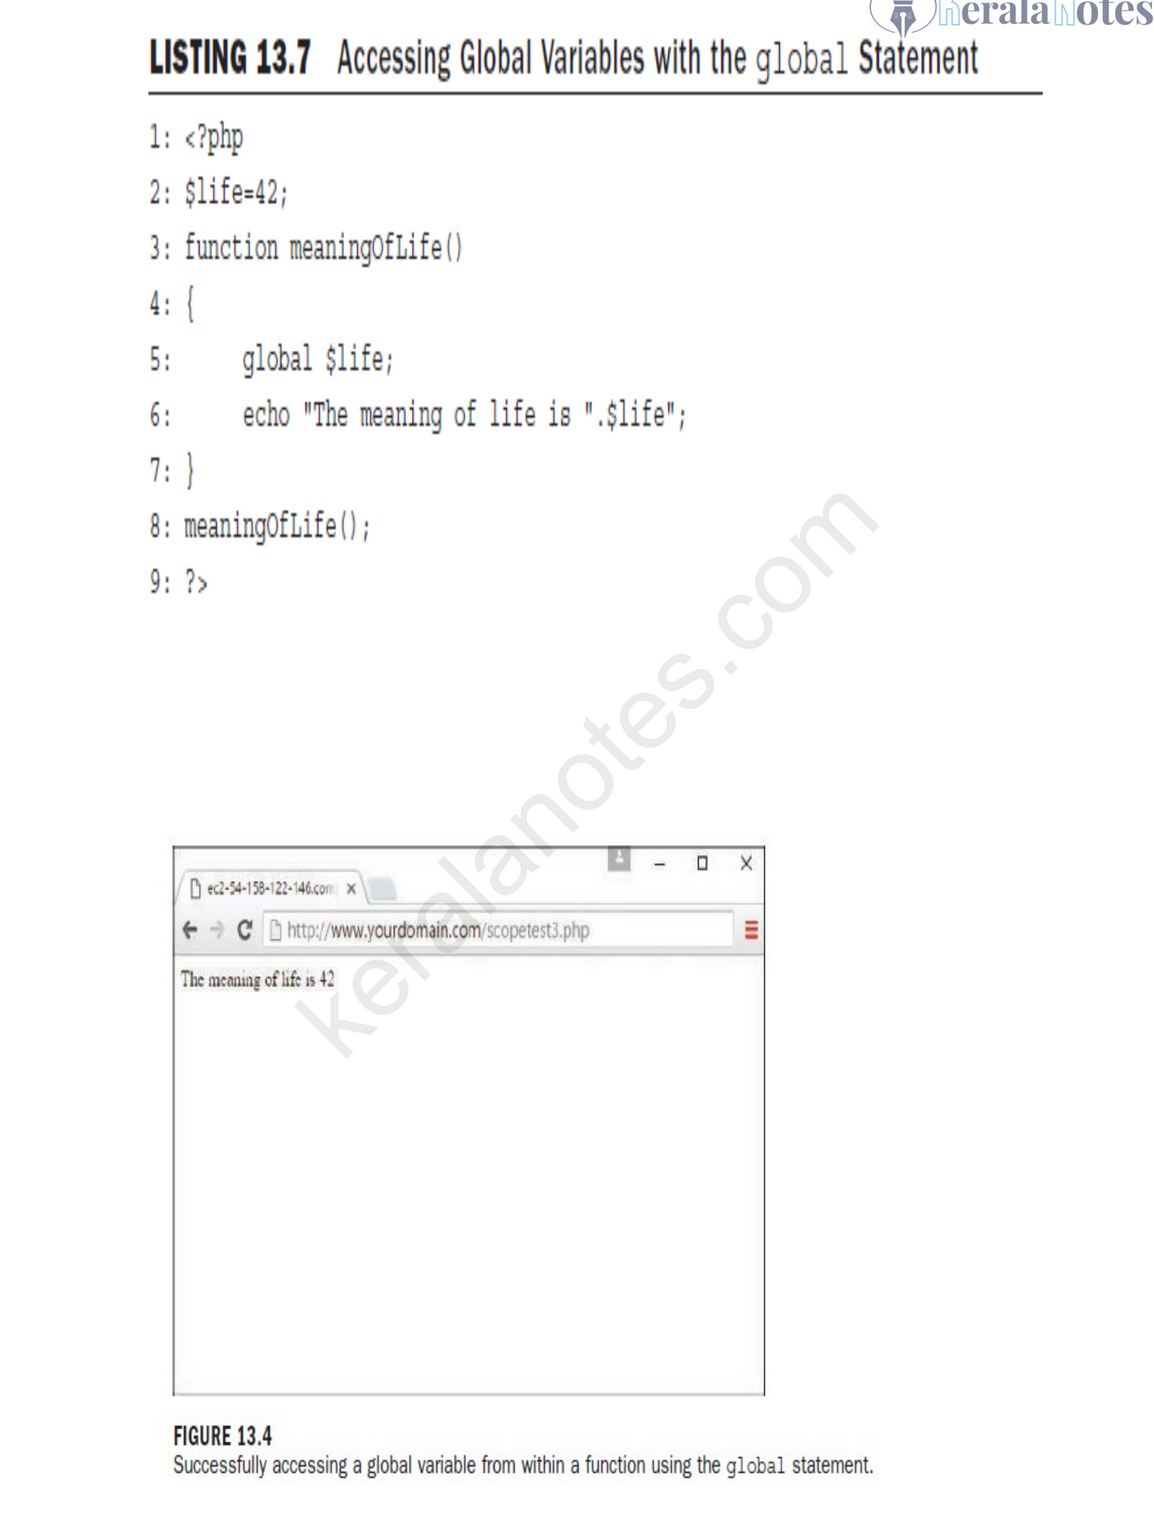 KeralaNotes
LISTING 13.7 Accessing Global Variables with the global Statement
1: <?php
2: $life=42;
3: function meaningOfLife()
4: {
5: global $life;
6: echo "The meaning of life is ".$life";
7: }
8: meaningOfLife();
9: ?>
keralanotes.com
ec2-54-158-122-146.com
http://www.yourdomain.com/scopetest3.php
The meaning of life is 42
FIGURE 13.4
Successfully accessing a global variable from within a function using the global statement.